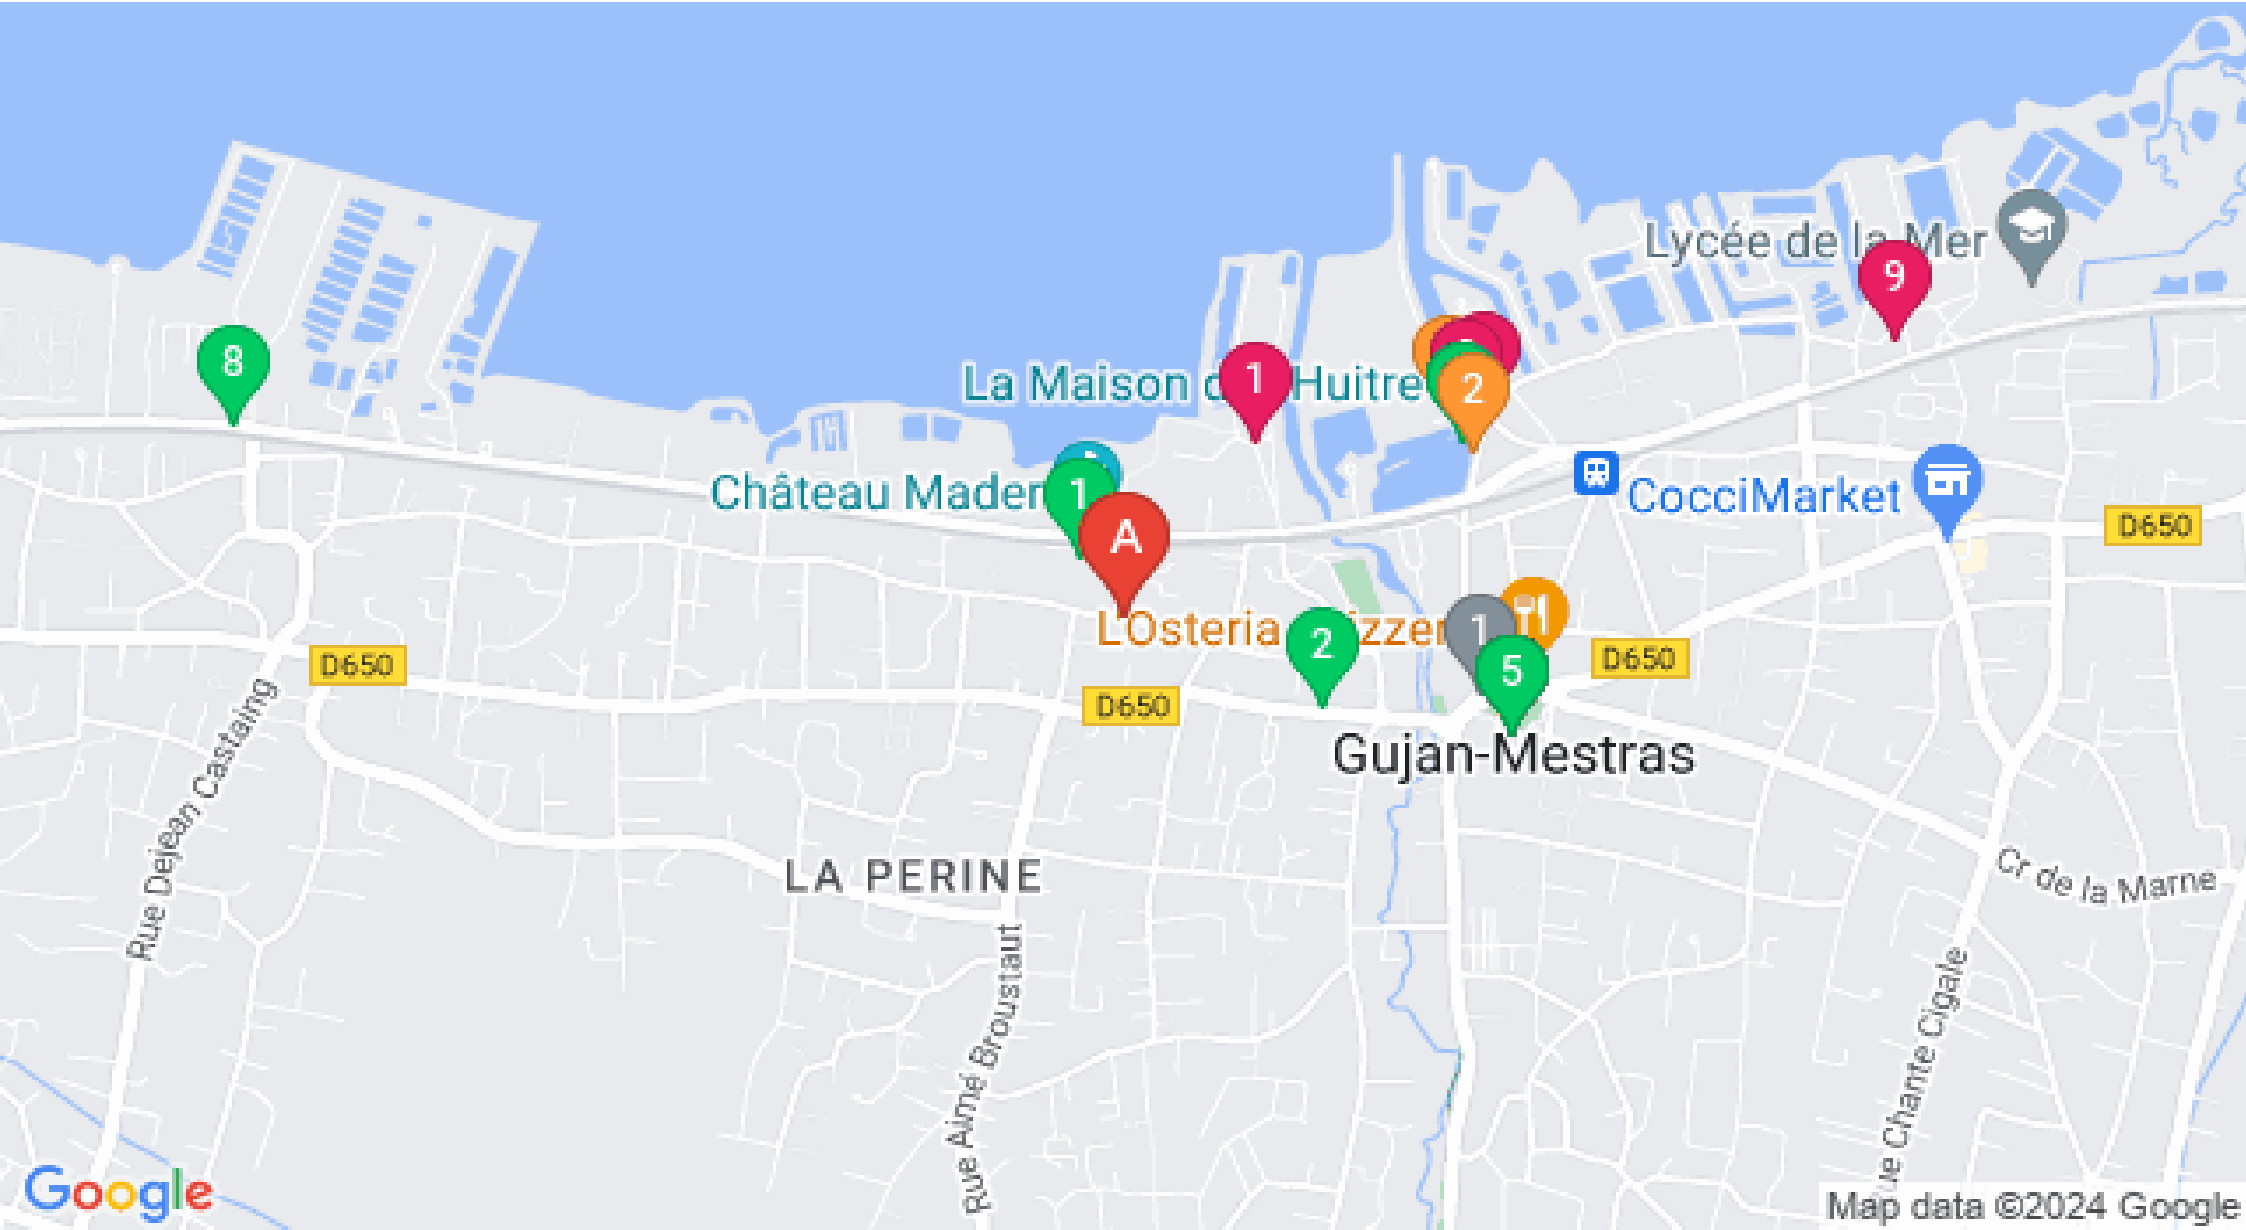 Lycée de la Mer
9
8
La Maison d
1
Huitre
2
Château Mader
1
A
CocciMarket
D650
LOsteria
izzer
1
2
5
D650
D650
D650
Gujan-Mestras
Rue Dejean Castaing
LA PERINE
Cr de la Marne
Rue Aimé Broustaut
ue Chante Cigale
Google
Map data ©2024 Google